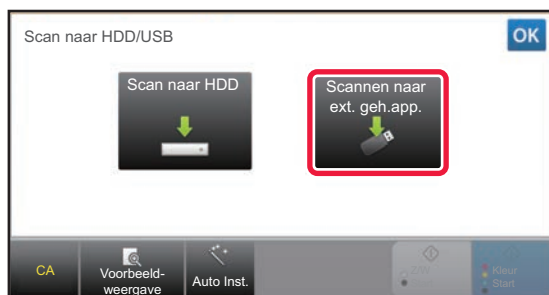 Scan naar HDD/USB
OK
Scan naar HDD
Scannen naar
ext. geh.app.
CA
Voorbeeld-
weergave
Auto Inst.
Kleur
Start